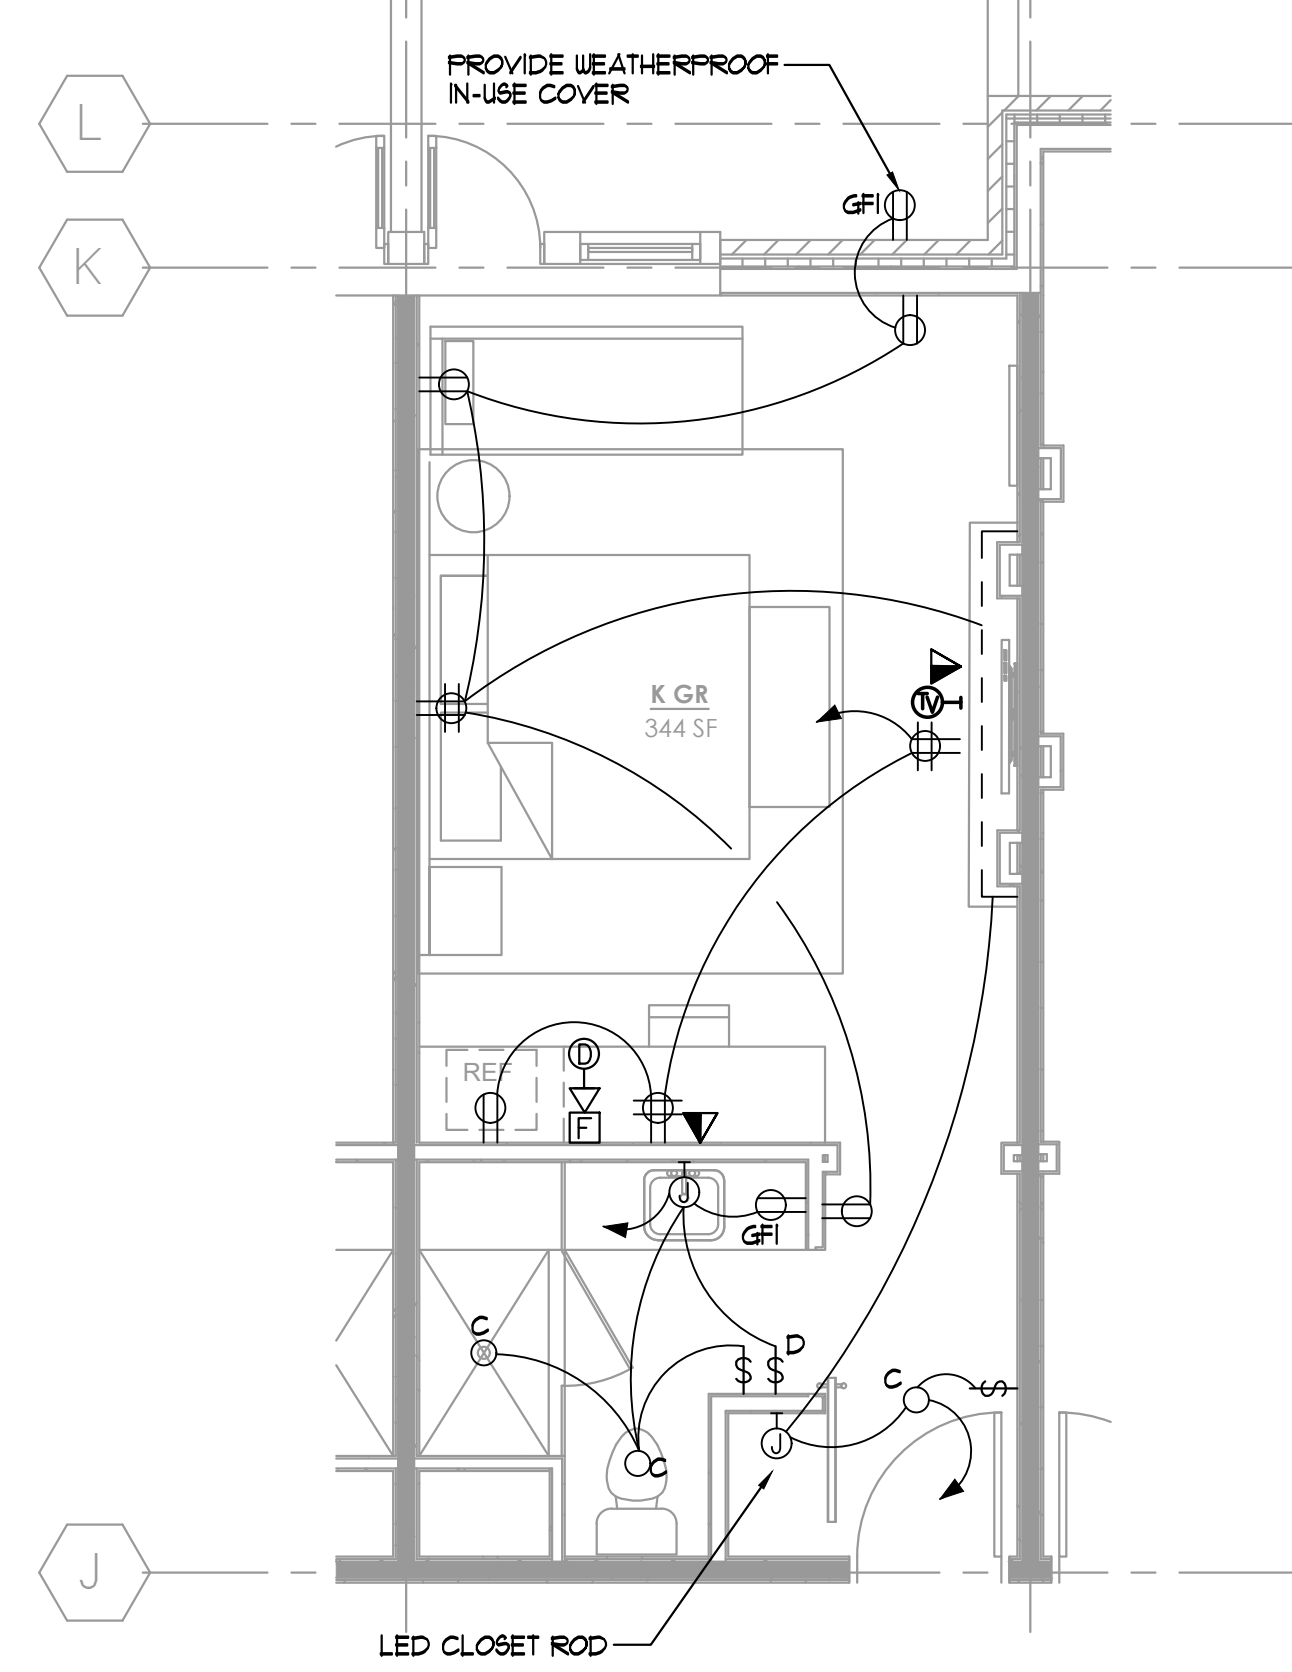 PROVIDE WEATHERPROOF
IN-USE COVER
L
GFI
K
K GR
344 SF
TV
REF
D
F
J
GFI
C
D
$ $
C
$
J
C
J
LED CLOSET ROD